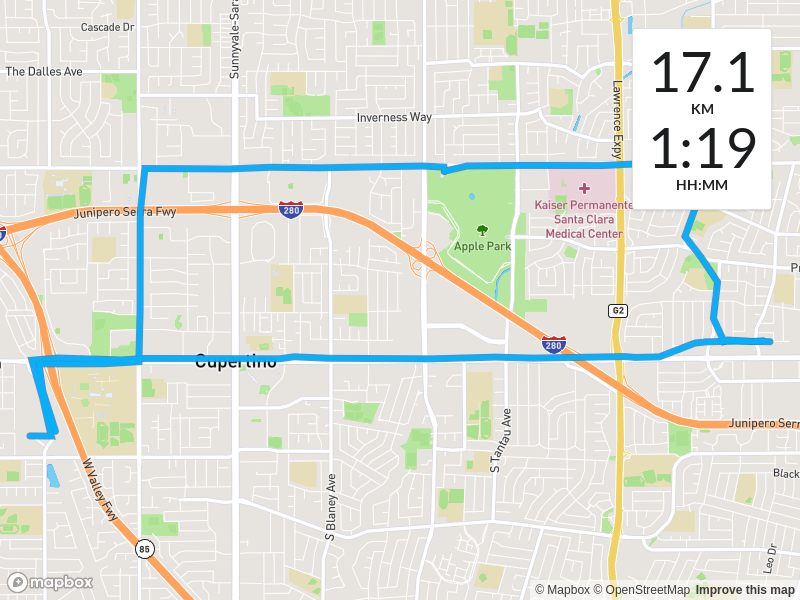 Cascade Dr
Sunnyvale-Sara
The Dalles Ave
17.1
KM
1:19
HH:MM
Lawrence Expy
Inverness Way
Kaiser Permanente
Santa Clara
Medical Center
Junipero Serra Fwy
280
Apple Park
Pr
G2
280
Cupertino
S Tantau Ave
Junipero Serr
W Valley Fwy
S Blaney Ave
Black
85
Leo Dr
mapbox
© Mapbox © OpenStreetMap Improve this map